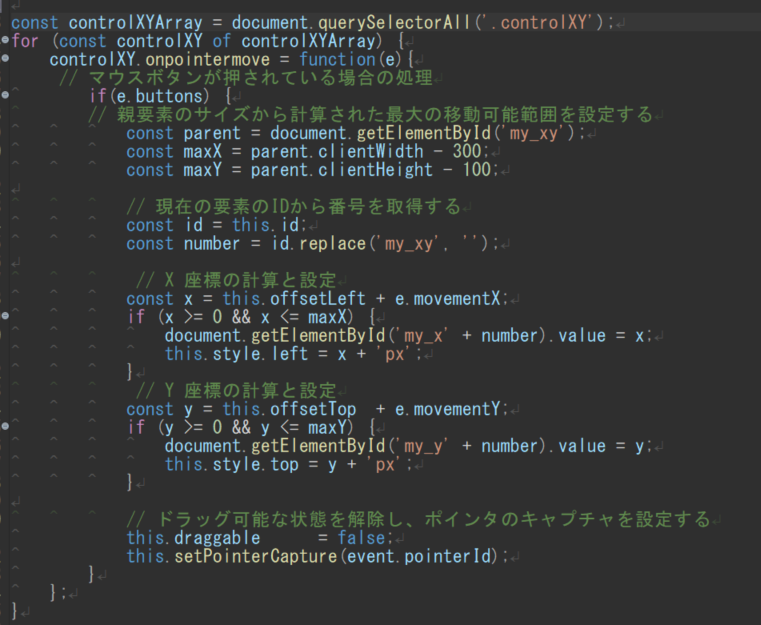 const controlXYArray = document.querySelectorAll('.controlXY');
for (const controlXY of controlXYArray) {
    controlXY.onpointermove = function(e){
     // マウスボタンが押されている場合の処理
        if(e.buttons) {
        // 親要素のサイズから計算された最大の移動可能範囲を設定する
            const parent = document.getElementById('my_xy');
            const maxX = parent.clientWidth - 300;
            const maxY = parent.clientHeight - 100;
            // 現在の要素のIDから番号を取得する
            const id = this.id;
            const number = id.replace('my_xy', '');
             // X 座標の計算と設定
            const x = this.offsetLeft + e.movementX;
            if (x >= 0 && x <= maxX) {
                document.getElementById('my_x' + number).value = x;
                this.style.left = x + 'px';
            }
             // Y 座標の計算と設定
            const y = this.offsetTop  + e.movementY;
            if (y >= 0 && y <= maxY) {
                document.getElementById('my_y' + number).value = y;
                this.style.top = y + 'px';
            }
            // ドラッグ可能な状態を解除し、ポインタのキャプチャを設定する
            this.draggable      = false;
            this.setPointerCapture(event.pointerId);
        }
    };
}